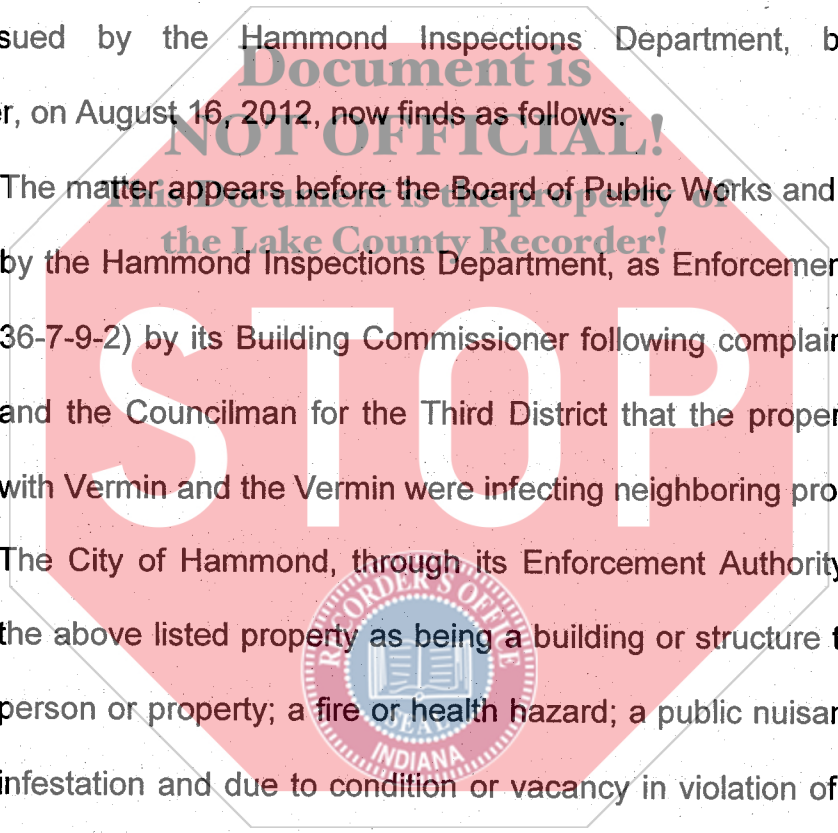 sued by the Hammond Inspections Department, b
Document is
r, on August 16, 2012, now finds as follows:
NOT OFFICIAL!
The matter appears before the Board of Public Works and
This Document is the property of
the Lake County Recorder!
by the Hammond Inspections Department, as Enforcemen
36-7-9-2) by its Building Commissioner following complain
STOP
and the Councilman for the Third District that the proper
with Vermin and the Vermin were infecting neighboring pro
The City of Hammond, through its Enforcement Authority
RECORDER'S OFFICE
the above listed property as being a building or structure t
person or property; a fire or health hazard; a public nuisan
SEAL
INDIANA
infestation and due to condition or vacancy in violation of